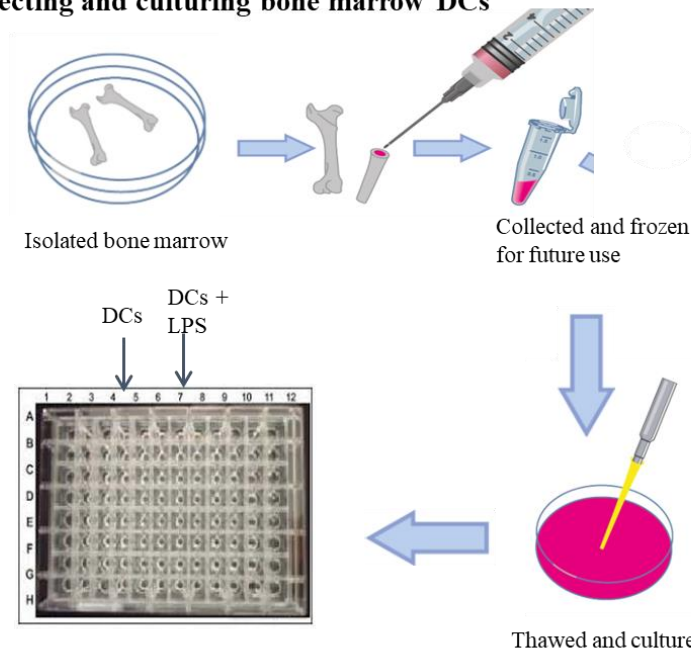 ecting and culturing bone marrow DCs
Isolated bone marrow
Collected and frozen
for future use
DCs
DCs +
LPS
1 2 3 4 5 6 7 8 9 10 11 12
A
B
C
D
E
F
G
H
Thawed and culture